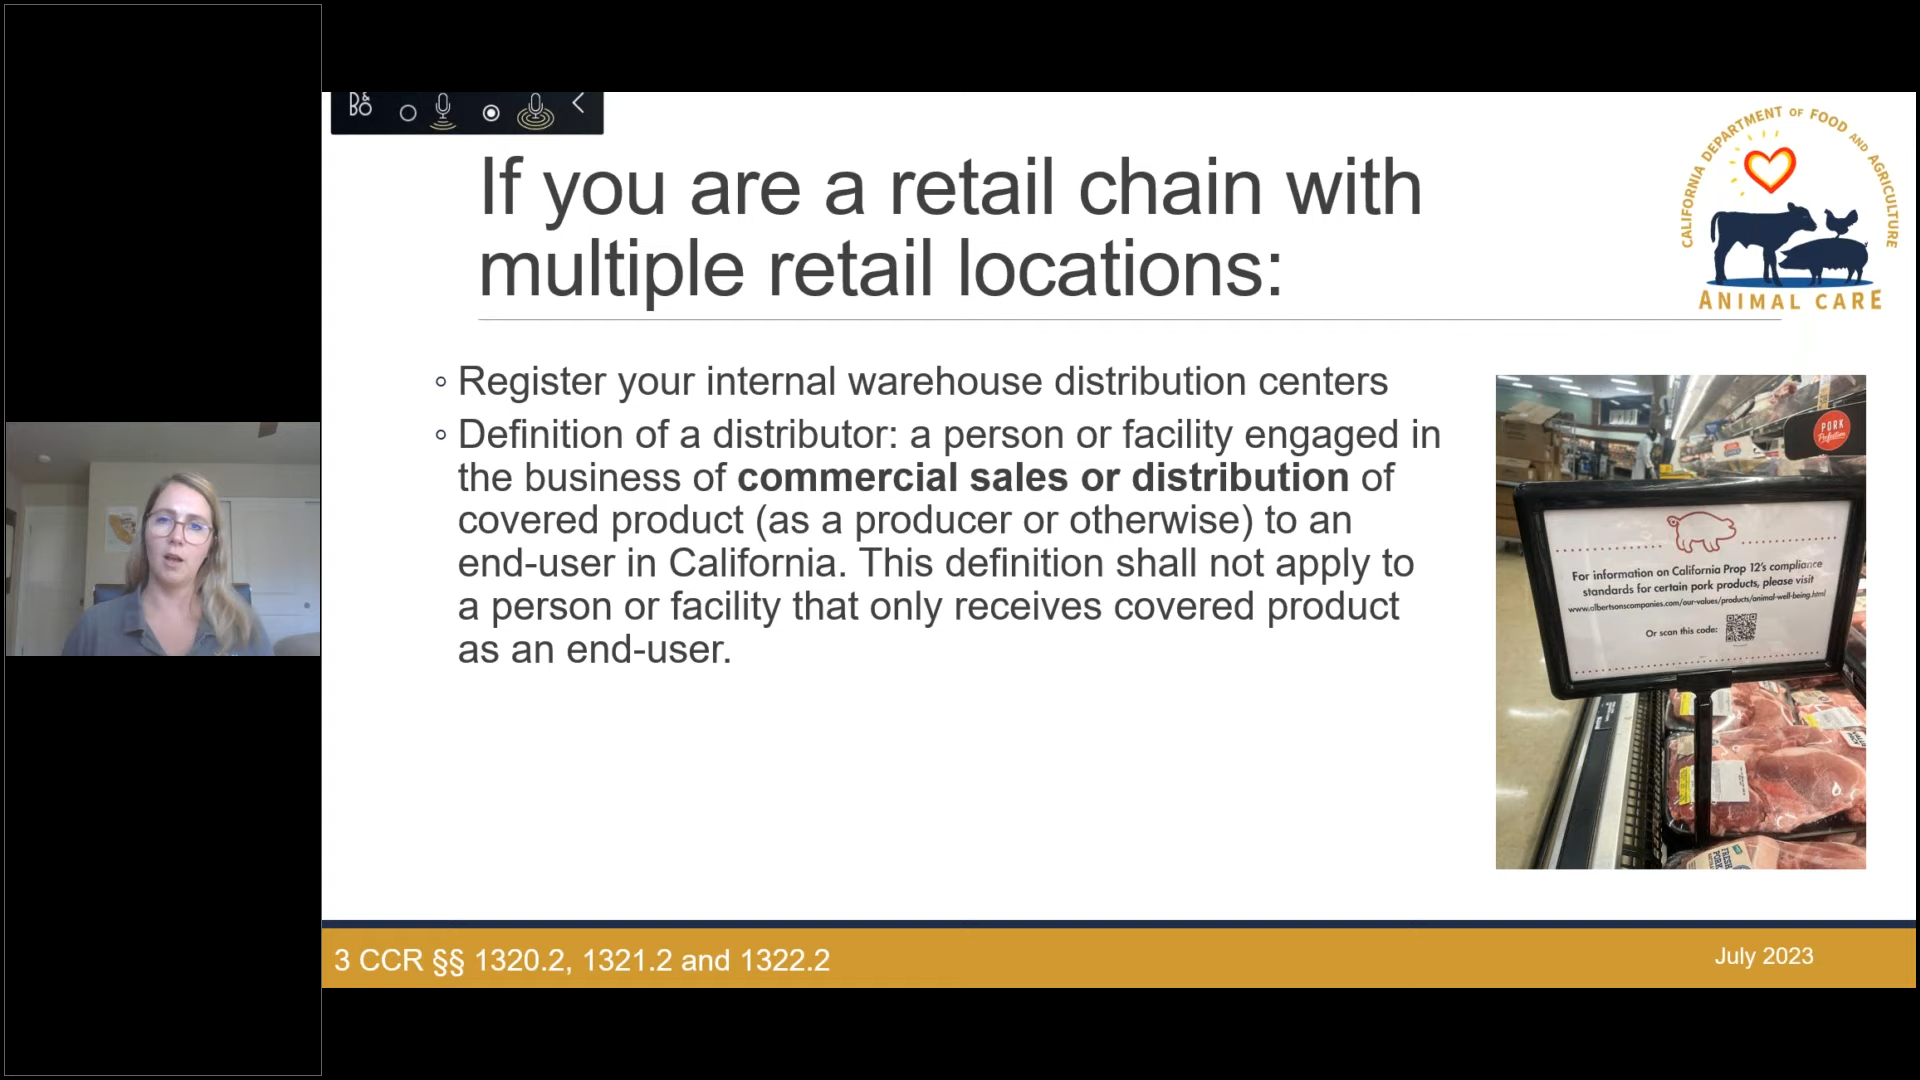 B&O
If you are a retail chain with
multiple retail locations:
CALIFORNIA DEPARTMENT OF FOOD AND AGRICULTURE
ANIMAL CARE
◦ Register your internal warehouse distribution centers
◦ Definition of a distributor: a person or facility engaged in
the business of commercial sales or distribution of
covered product (as a producer or otherwise) to an
end-user in California. This definition shall not apply to
a person or facility that only receives covered product
as an end-user.
PORK
For information on California Prop 12's compliance
standards for certain pork products, please visit
www.albertsonscompanies.com/our-values/products/animal-well-being.html
Or scan this code:
FRESH
PORK
3 CCR §§ 1320.2, 1321.2 and 1322.2
July 2023